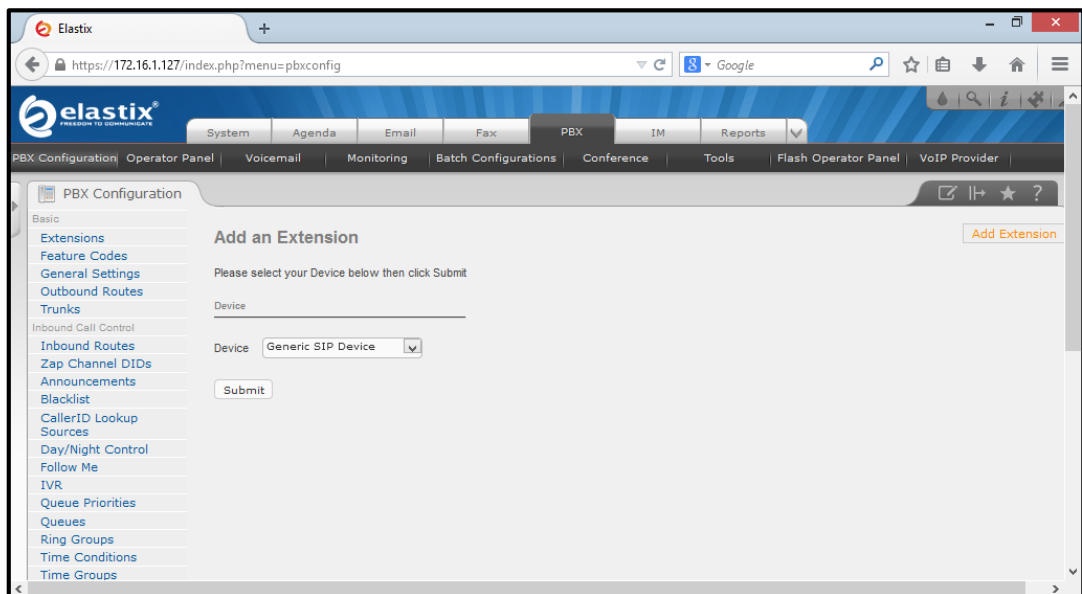 Elastix
https://172.16.1.127/index.php?menu=pbxconfig
Google
elastix®
FREEDOM TO COMMUNICATE
System Agenda Email Fax PBX IM Reports
PBX Configuration Operator Panel Voicemail Monitoring Batch Configurations Conference Tools Flash Operator Panel VoIP Provider
PBX Configuration
Basic
Extensions
Feature Codes
General Settings
Outbound Routes
Trunks
Inbound Call Control
Inbound Routes
Zap Channel DIDs
Announcements
Blacklist
CallerID Lookup
Sources
Day/Night Control
Follow Me
IVR
Queue Priorities
Queues
Ring Groups
Time Conditions
Time Groups
Add an Extension
Add Extension
Please select your Device below then click Submit
Device
Device Generic SIP Device
Submit